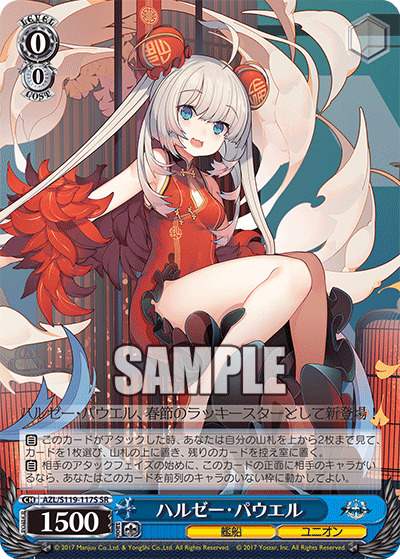 LEVEL
0
0
COST
SAMPLE
ハルゼー・パウエル、春節のラッキースターとして新登場
自 このカードがアタックした時、あなたは自分の山札を上から2枚まで見て、
カードを1枚選び、山札の上に置き、残りのカードを控え室に置く。
自 相手のアタックフェイズの始めに、このカードの正面に相手のキャラがい
るなら、あなたはこのカードを前列のキャラのいない枠に動かしてよい。
CH AZL/S119-117S SR
1500
ハルゼー・パウエル
艦船
ユニオン
© 2017 Manjuu Co.,Ltd. & YongShi Co.,Ltd. All Rights Reserved. © 2017 Yostar, Inc. All Rights Reserved.